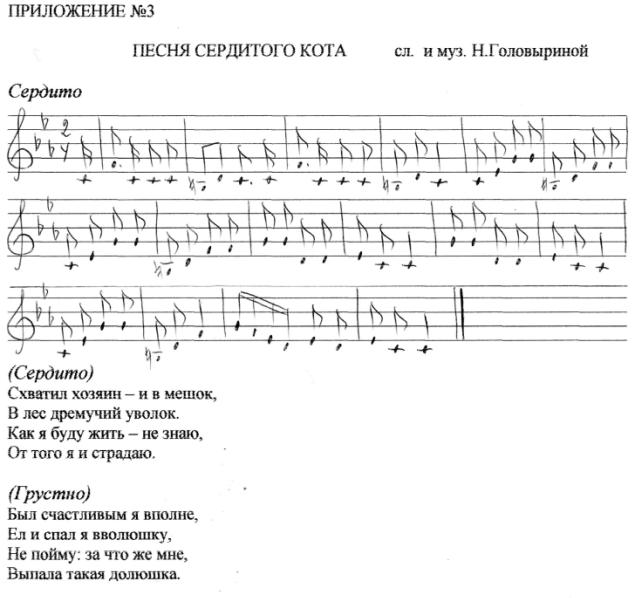 ПРИЛОЖЕНИЕ №3
ПЕСНЯ СЕРДИТОГО КОТА сл. и муз. Н.Головыриной
Сердито
2
4
(Сердито)
Схватил хозяин – и в мешок,
В лес дремучий уволок.
Как я буду жить – не знаю,
От того я и страдаю.
(Грустно)
Был счастливым я вполне,
Ел и спал я вволюшку,
Не пойму: за что же мне,
Выпала такая долюшка.